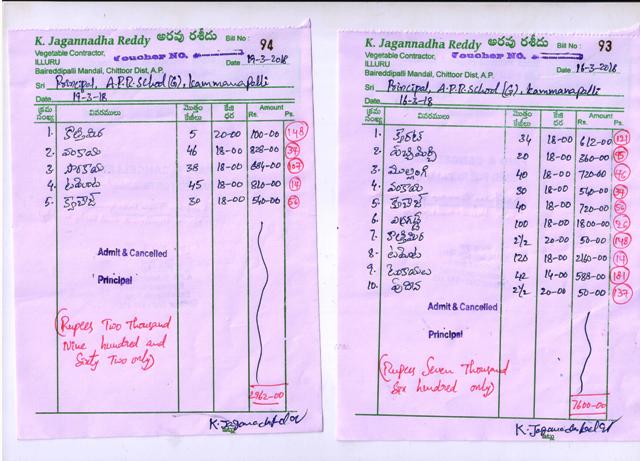 K. Jagannadha Reddy అరపు రశీదు Bill No : 94
Vegetable Contractor, Voucher NO.
ILLURU Date 19-3-2018
Baireddipalli Mandal, Chittoor Dist, A.P.
Sri Principal, A.P.R. School (G), Kammanapalli
Date 19-3-18
క్రమ సంఖ్య వివరములు మొత్తం కేజీలు కేజి ధర Amount Rs. Ps.
1. కొత్తిమిర 5 20-00 100-00 148
2. వంకాయ 46 18-00 828-00 34
3. 38 18-00 684-00 107
4. టమోటా 45 18-00 810-00 14
5. 30 18-00 540-00 56
Admit & Cancelled
Principal
(Rupees Two Thousand
Nine hundred and
Sixty Two only)
2962-00
K. Jagannadha Reddy
K. Jagannadha Reddy అరపు రశీదు Bill No : 93
Vegetable Contractor, Voucher NO.
ILLURU Date 16-3-2018
Baireddipalli Mandal, Chittoor Dist, A.P.
Sri Principal, A.P.R. School (G), Kammanapalli
Date 16-3-18
క్రమ సంఖ్య వివరములు మొత్తం కేజీలు కేజి ధర Amount Rs. Ps.
1. క్యారెట్ 34 18-00 612-00 121
2. పచ్చిమిర్చి 20 18-00 360-00
3. ముల్లంగి 40 18-00 720-00 46
4. వంకాయ 30 18-00 540-00 34
5. 40 18-00 720-00 56
6. 100 18-00 1800-00 26
7. కొత్తిమిర 2½ 20-00 50-00 148
8. టమోటా 120 18-00 2160-00 14
9. 42 14-00 588-00 181
10. పుదీన 2½ 20-00 50-00 137
Admit & Cancelled
Principal
(Rupees Seven Thousand
Six hundred only)
7600-00
K. Jagannadha Reddy